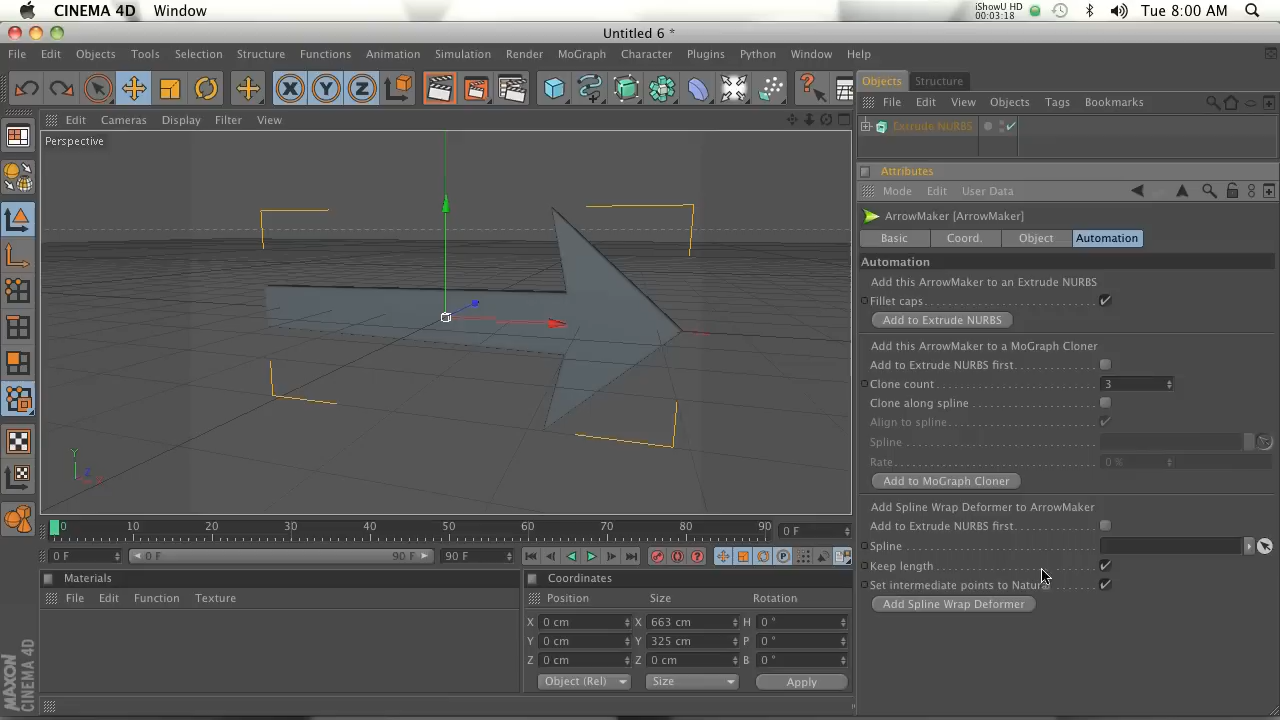 CINEMA 4D Window
iShowU HD
00:03:18
Tue 8:00 AM
Untitled 6 *
File Edit Objects Tools Selection Structure Functions Animation Simulation Render MoGraph Character Plugins Python Window Help
X Y Z
Objects Structure
File Edit View Objects Tags Bookmarks
Edit Cameras Display Filter View
Extrude NURBS
Perspective
Attributes
Mode Edit User Data
ArrowMaker [ArrowMaker]
Basic Coord. Object Automation
Automation
Add this ArrowMaker to an Extrude NURBS
Fillet caps
Add to Extrude NURBS
Add this ArrowMaker to a MoGraph Cloner
Add to Extrude NURBS first
Clone count 3
Clone along spline
Align to spline
Spline
Rate 0 %
Add to MoGraph Cloner
Add Spline Wrap Deformer to ArrowMaker
Add to Extrude NURBS first
Spline
Keep length
Set intermediate points to Natural
Add Spline Wrap Deformer
Y
Z
X
0 10 20 30 40 50 60 70 80 90 0 F
0 F 0 F 90 F 90 F
P
Materials
File Edit Function Texture
Coordinates
Position Size Rotation
X 0 cm X 663 cm H 0 °
Y 0 cm Y 325 cm P 0 °
Z 0 cm Z 0 cm B 0 °
Object (Rel) Size Apply
MAXON
CINEMA 4D